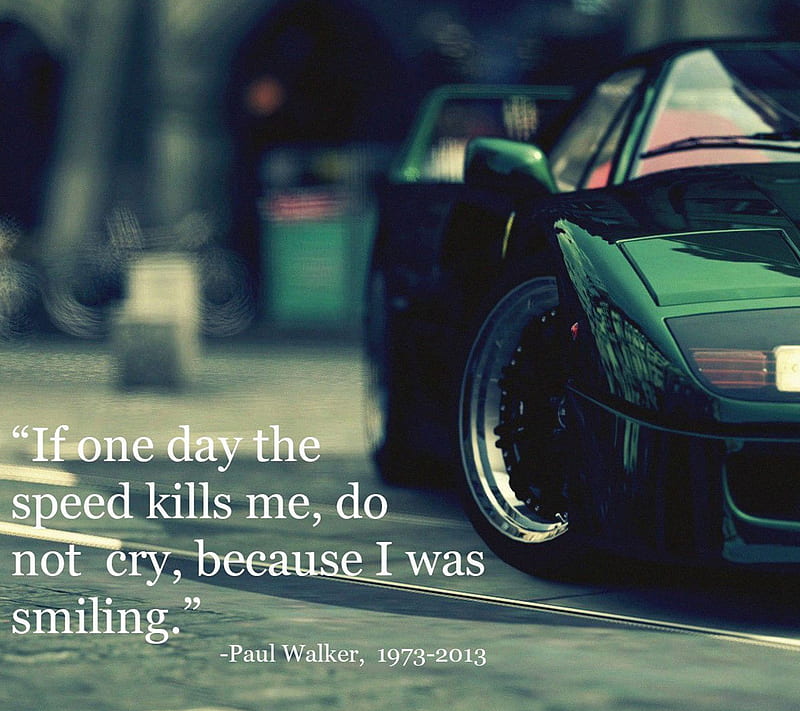 “If one day the
speed kills me, do
not cry, because I was
smiling.”
-Paul Walker, 1973-2013